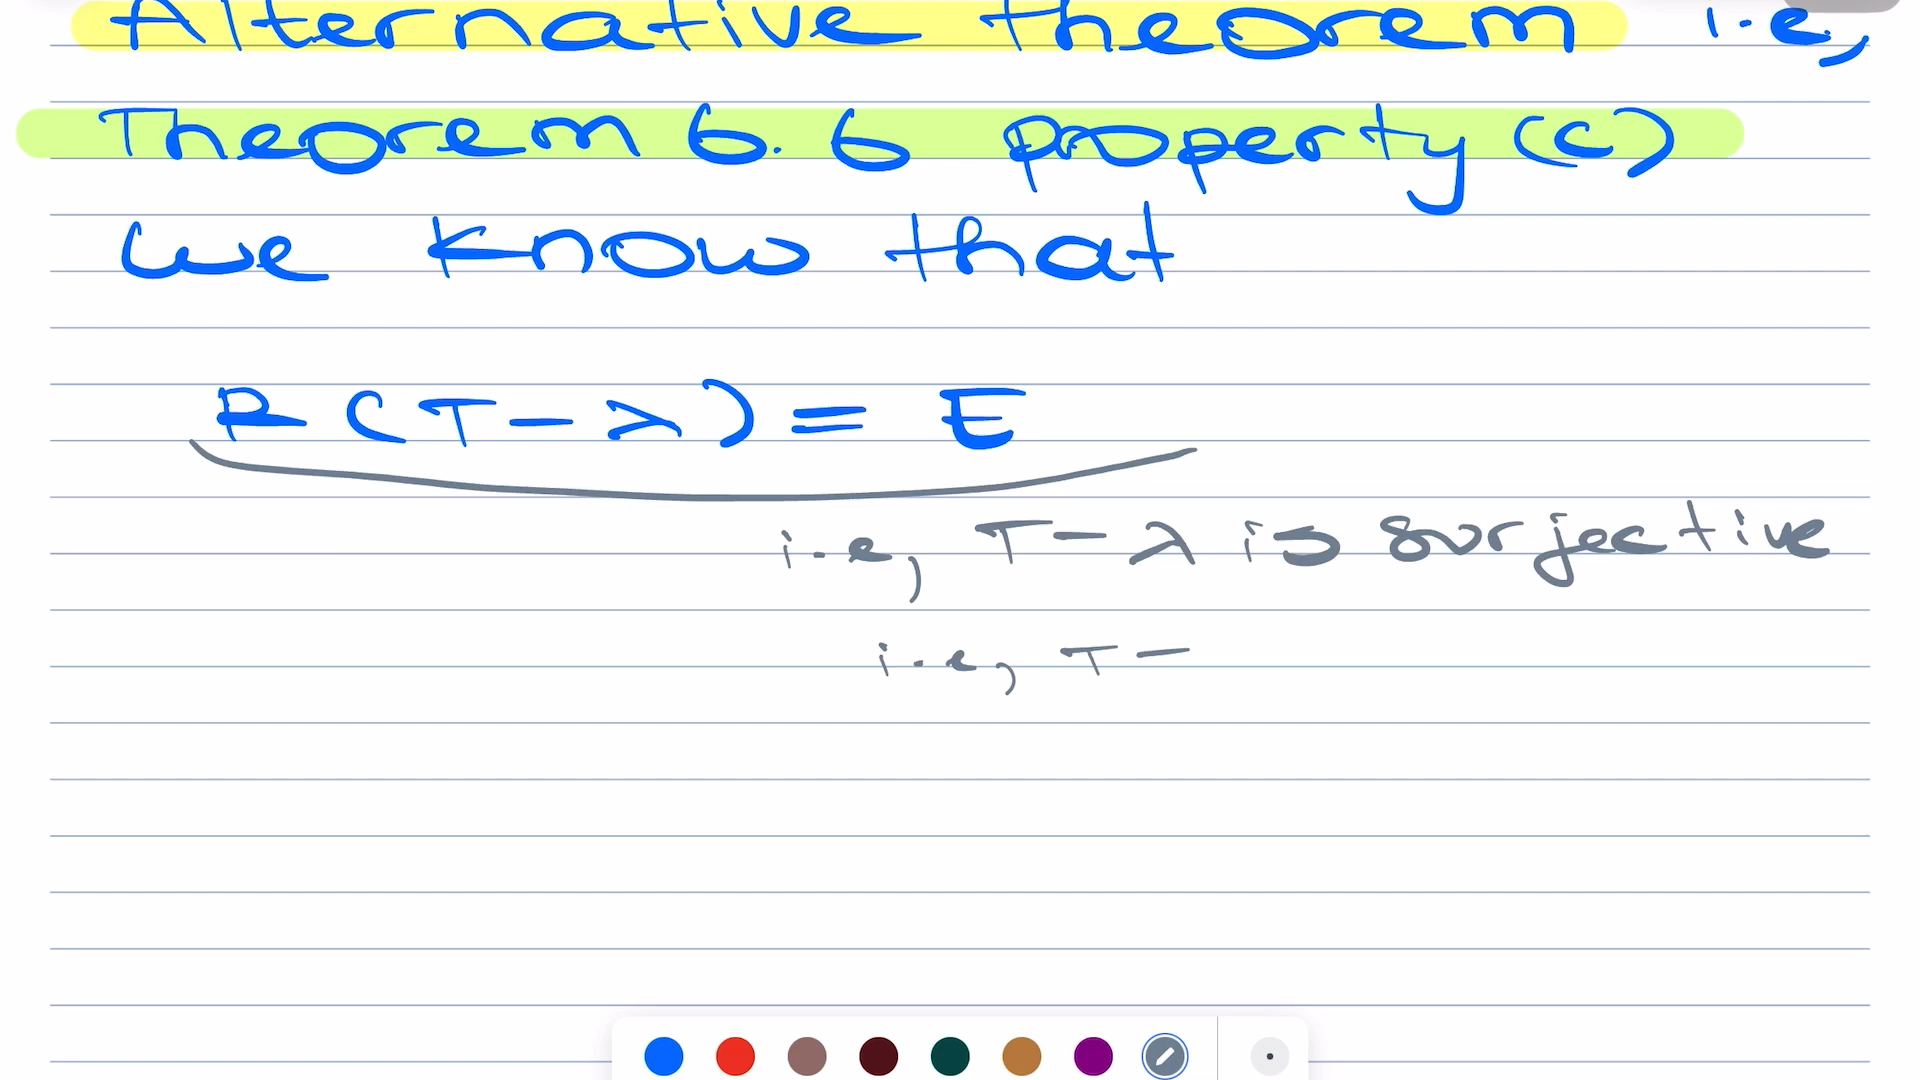 Alternative theorem i.e,
Theorem 6.6 property (c)
we know that
R (T - λ) = E
i.e, T - λ is surjective
i.e, T -